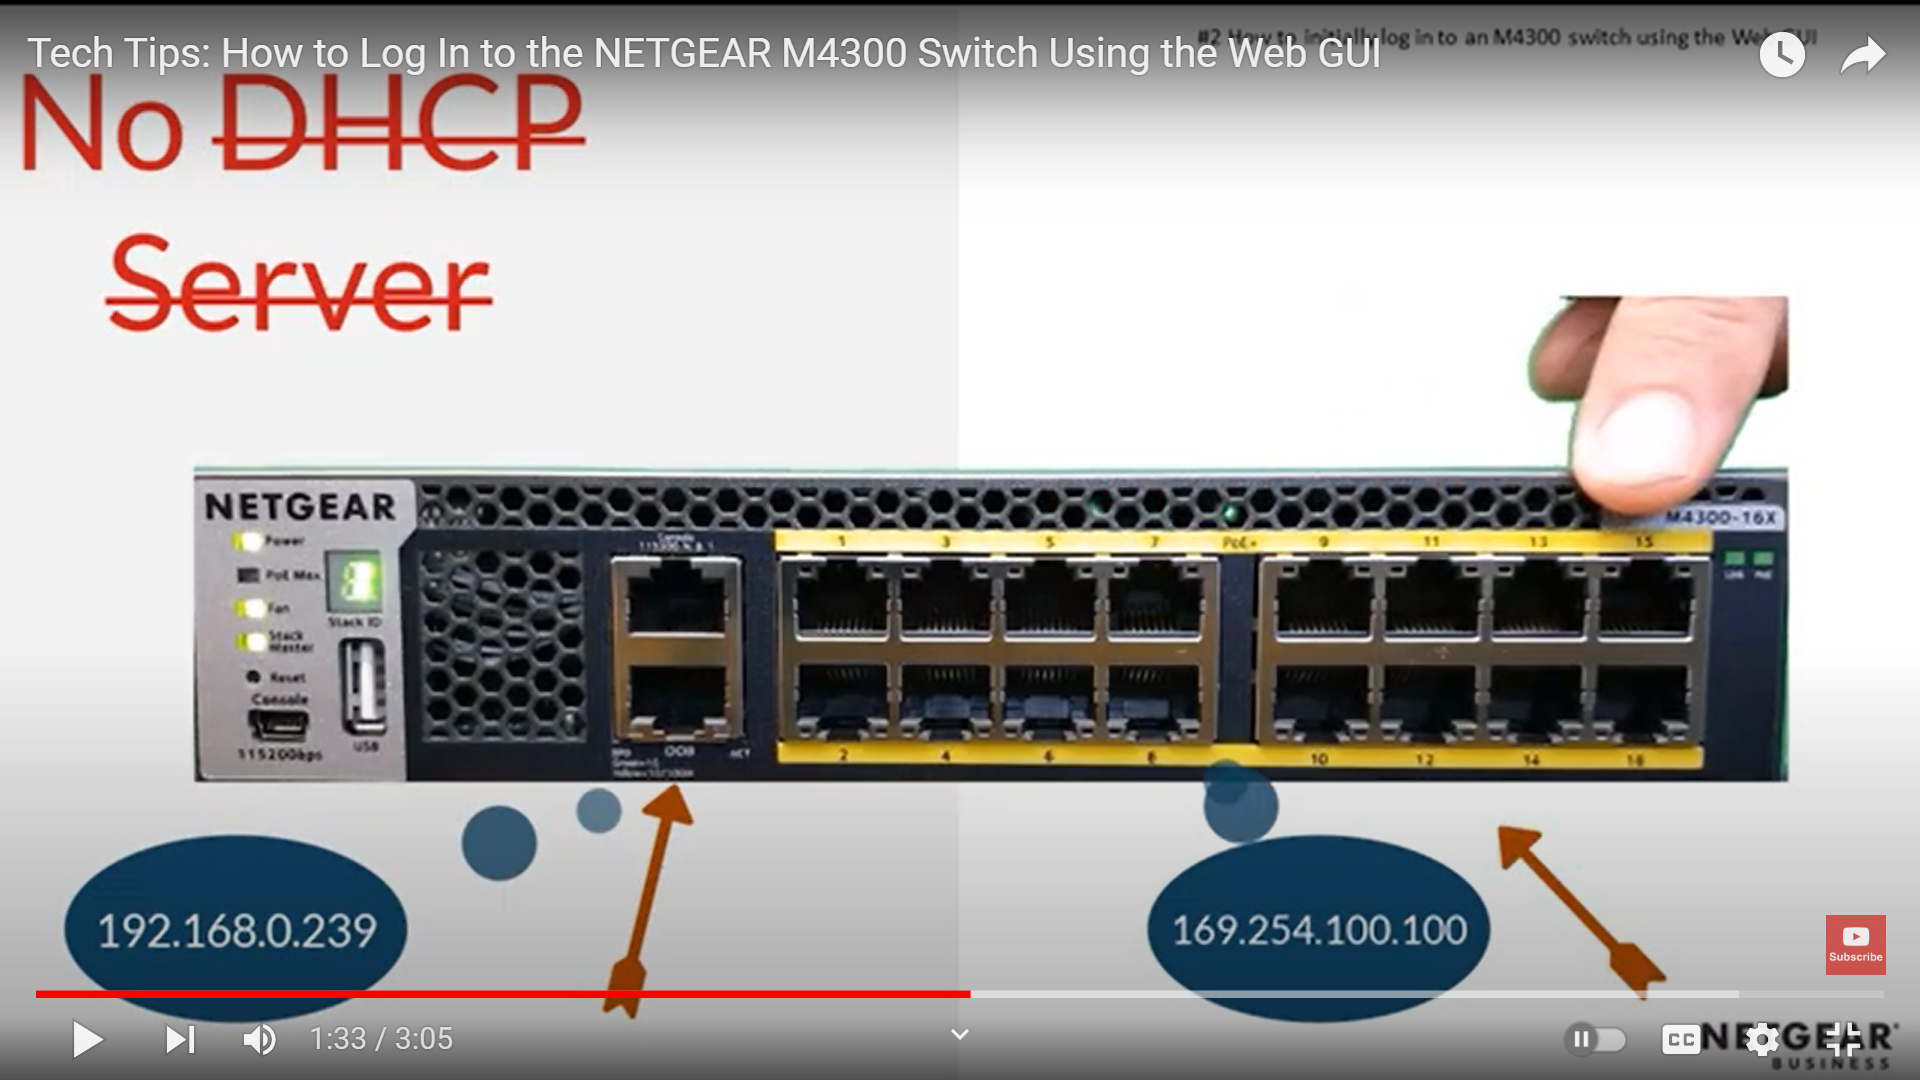 Tech Tips: How to Log In to the NETGEAR M4300 Switch Using the Web GUI
#2 How to initially log in to an M4300 switch using the Web GUI
No DHCP
Server
NETGEAR
Power
PoE Max
Fan
Stack ID
Stack
Master
Reset
Console
115200bps
USB
Console
OOB
ACT
1 3 5 7 PoE+ 9 11 13 15
M4300-16X
2 4 6 8 10 12 14 16
192.168.0.239
169.254.100.100
Subscribe
1:33 / 3:05
CC
NETGEAR
BUSINESS